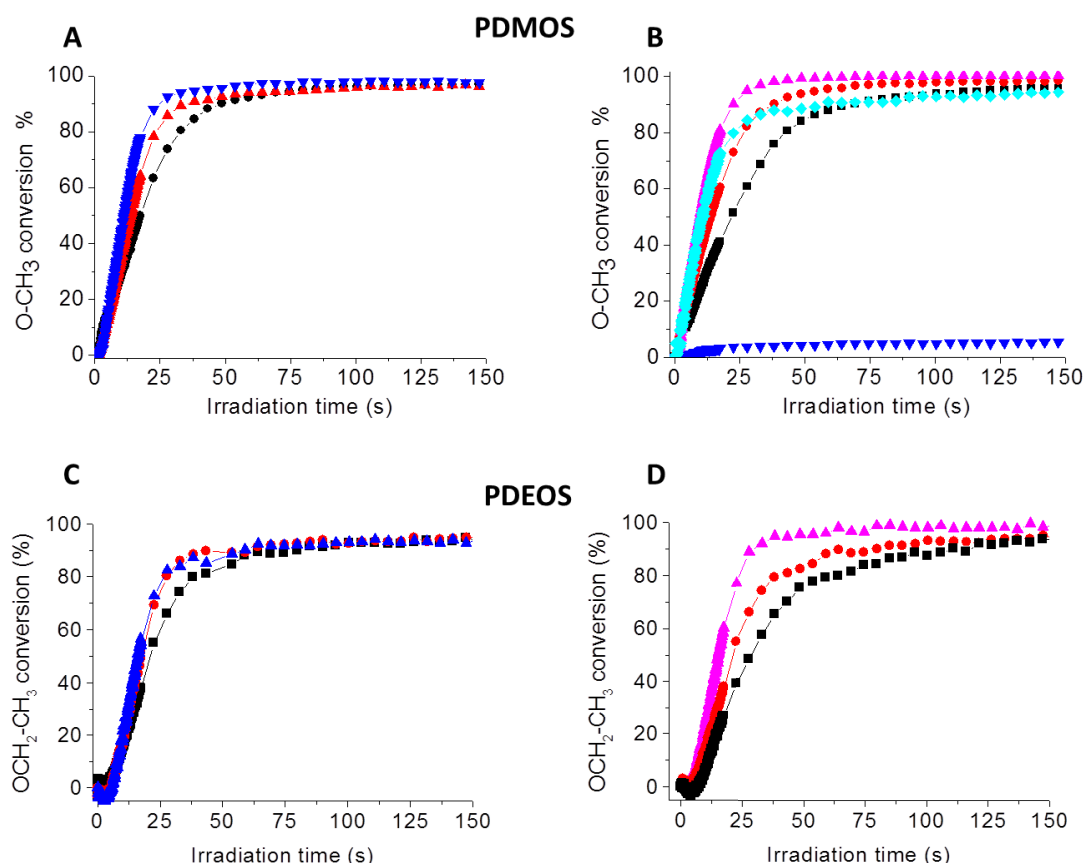 PDMOS
A
O-CH3 conversion %
100
80
60
40
20
0
0 25 50 75 100 125 150
Irradiation time (s)
B
O-CH3 conversion %
100
80
60
40
20
0
0 25 50 75 100 125 150
Irradiation time (s)
PDEOS
C
OCH2-CH3 conversion (%)
100
80
60
40
20
0
0 25 50 75 100 125 150
Irradiation time (s)
D
OCH2-CH3 conversion (%)
100
80
60
40
20
0
0 25 50 75 100 125 150
Irradiation time (s)